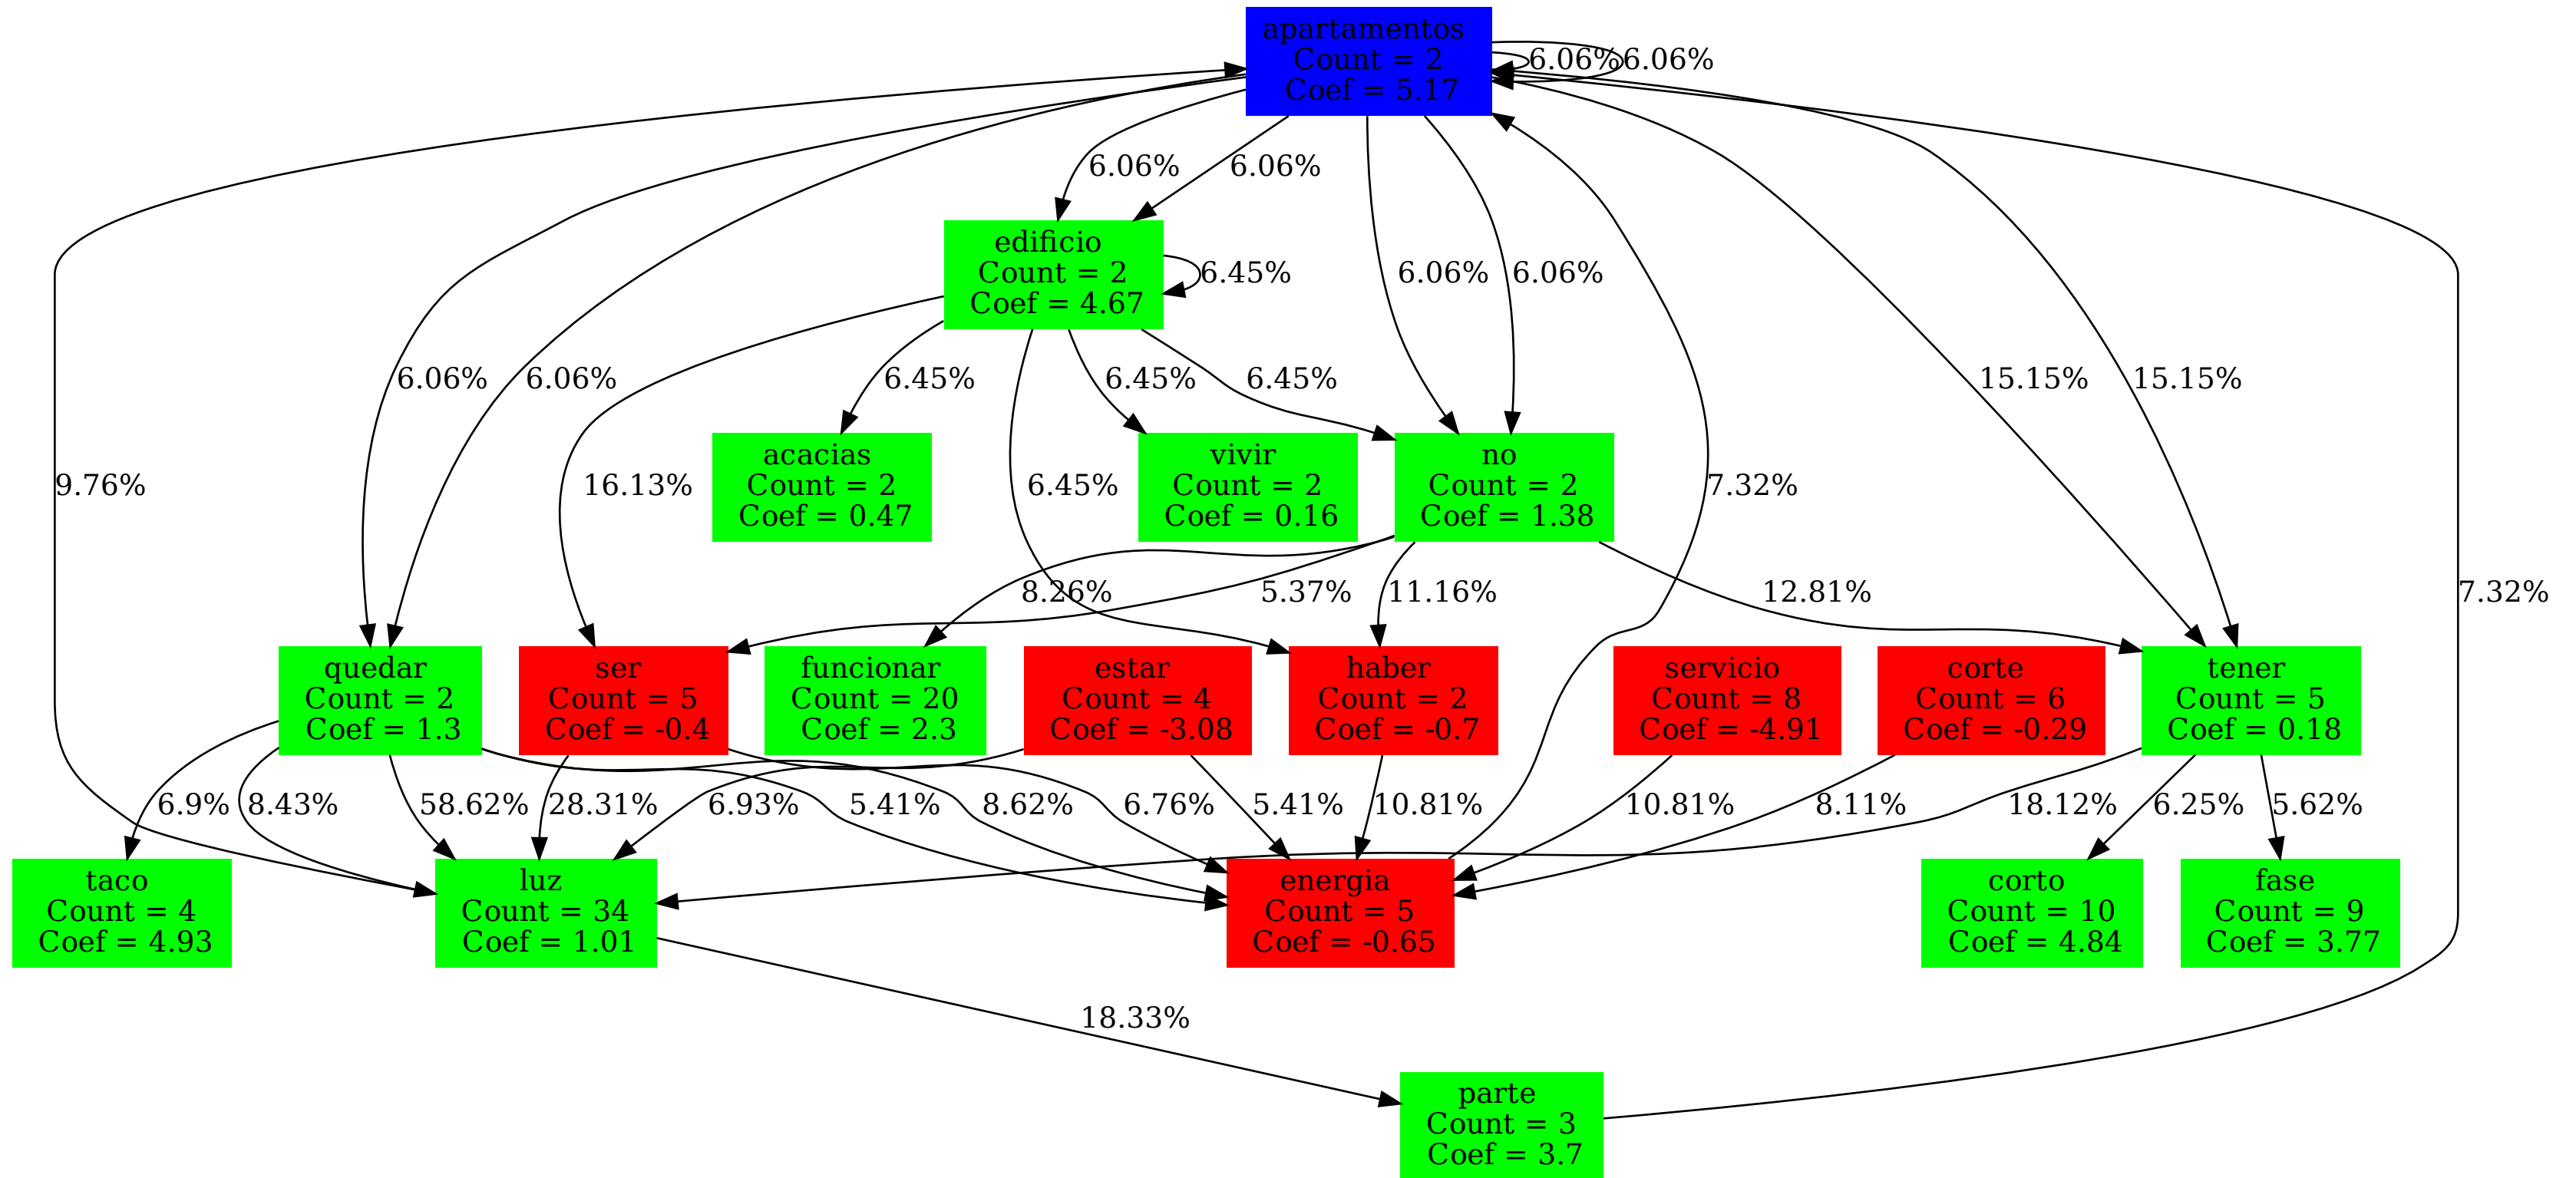 apartamentos
Count = 2
Coef = 5.17
6.06%
6.06%
6.06%
6.06%
edificio
Count = 2
Coef = 4.67
6.45%
6.06%
6.06%
6.06%
6.06%
6.45%
6.45%
6.45%
15.15%
15.15%
9.76%
16.13%
acacias
Count = 2
Coef = 0.47
6.45%
vivir
Count = 2
Coef = 0.16
no
Count = 2
Coef = 1.38
7.32%
8.26%
5.37%
11.16%
12.81%
7.32%
quedar
Count = 2
Coef = 1.3
ser
Count = 5
Coef = -0.4
funcionar
Count = 20
Coef = 2.3
estar
Count = 4
Coef = -3.08
haber
Count = 2
Coef = -0.7
servicio
Count = 8
Coef = -4.91
corte
Count = 6
Coef = -0.29
tener
Count = 5
Coef = 0.18
6.9%
8.43%
58.62%
28.31%
6.93%
5.41%
8.62%
6.76%
5.41%
10.81%
10.81%
8.11%
18.12%
6.25%
5.62%
taco
Count = 4
Coef = 4.93
luz
Count = 34
Coef = 1.01
energia
Count = 5
Coef = -0.65
corto
Count = 10
Coef = 4.84
fase
Count = 9
Coef = 3.77
18.33%
parte
Count = 3
Coef = 3.7